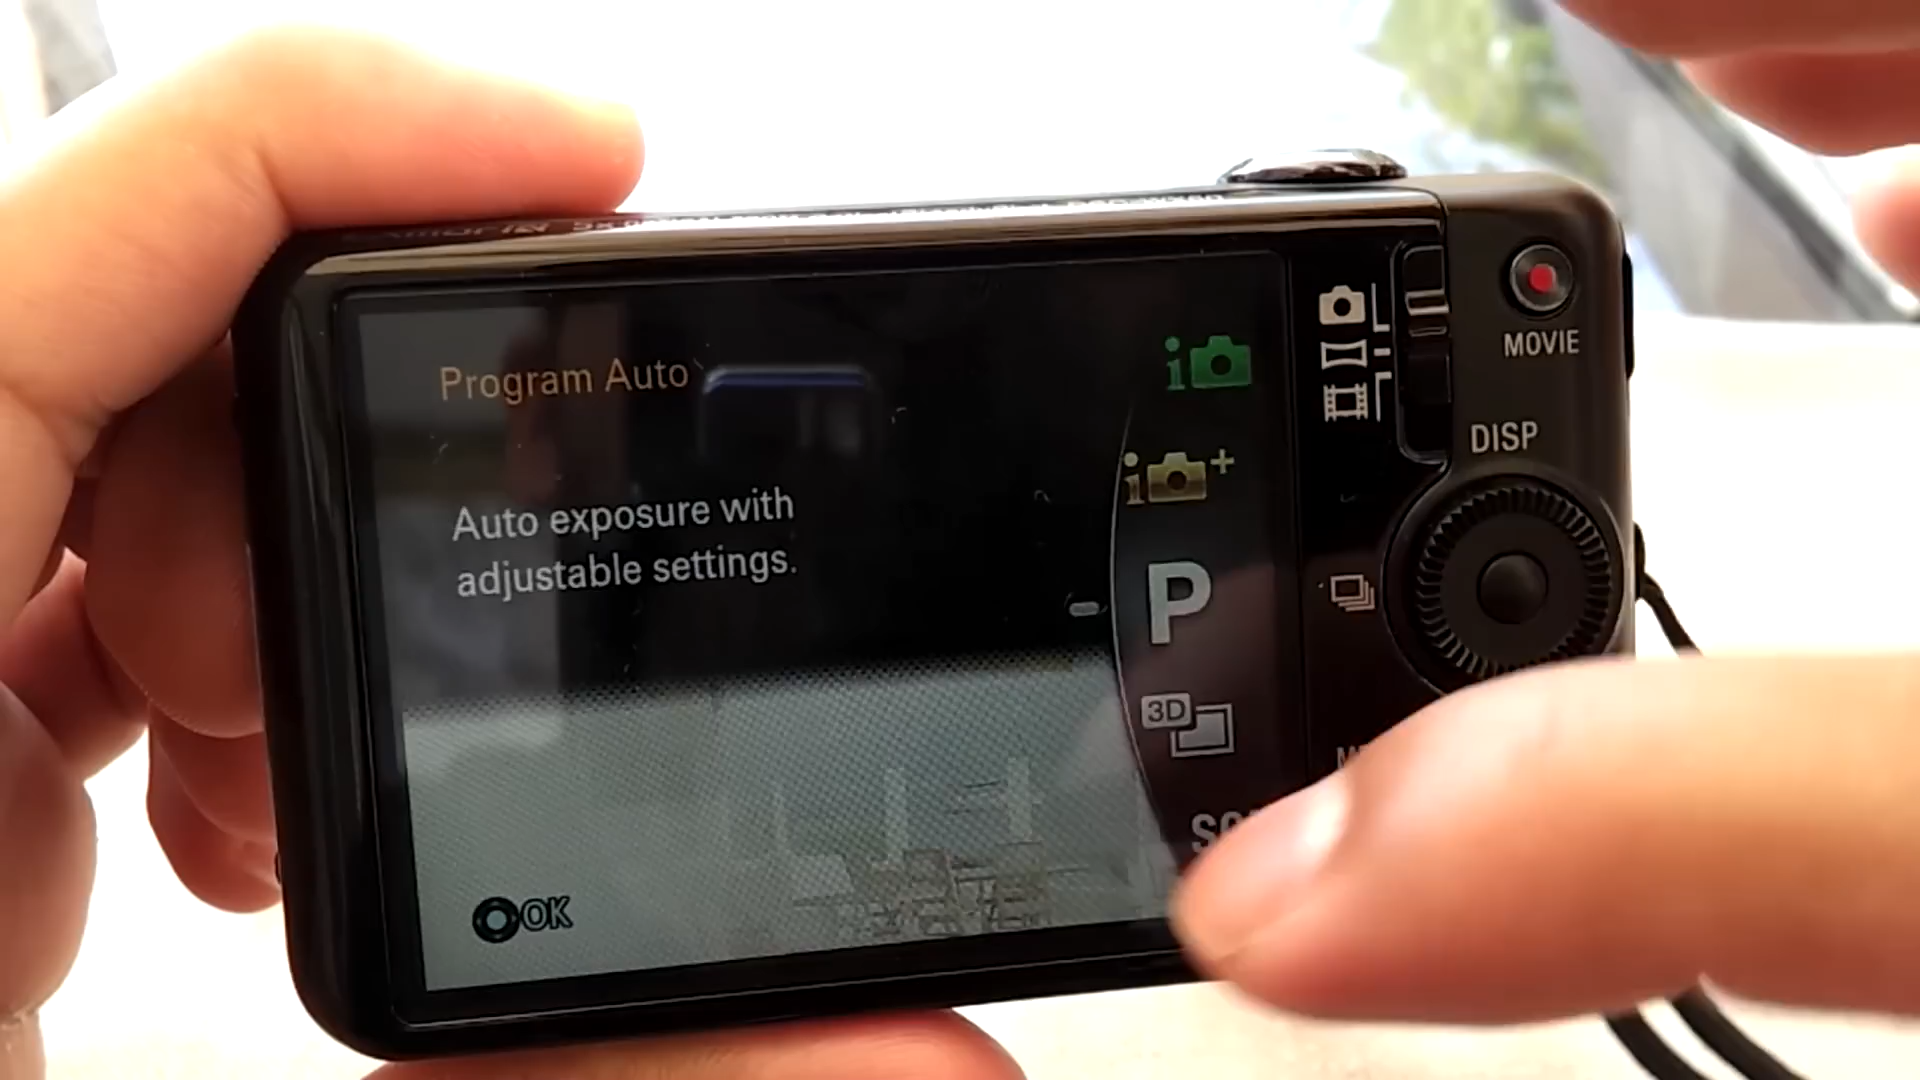 Program Auto
Auto exposure with
adjustable settings.
OK
i
i +
P
3D
MOVIE
DISP